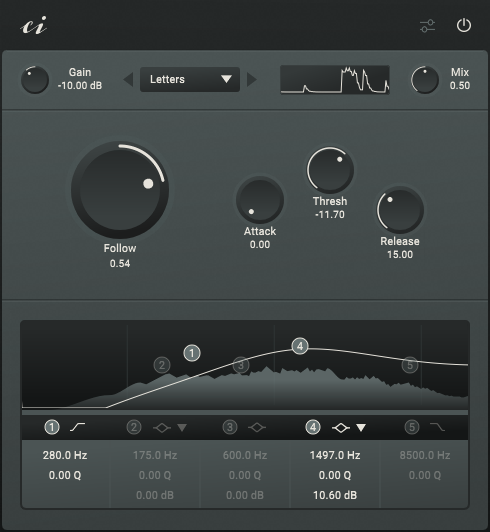 ci
Gain
-10.00 dB
Letters
Mix
0.50
Follow
0.54
Attack
0.00
Thresh
-11.70
Release
15.00
1
2
3
4
5
1 2 3 4 5
280.0 Hz 175.0 Hz 600.0 Hz 1497.0 Hz 8500.0 Hz
0.00 Q 0.00 Q 0.00 Q 0.00 Q 0.00 Q
0.00 dB 0.00 dB 10.60 dB